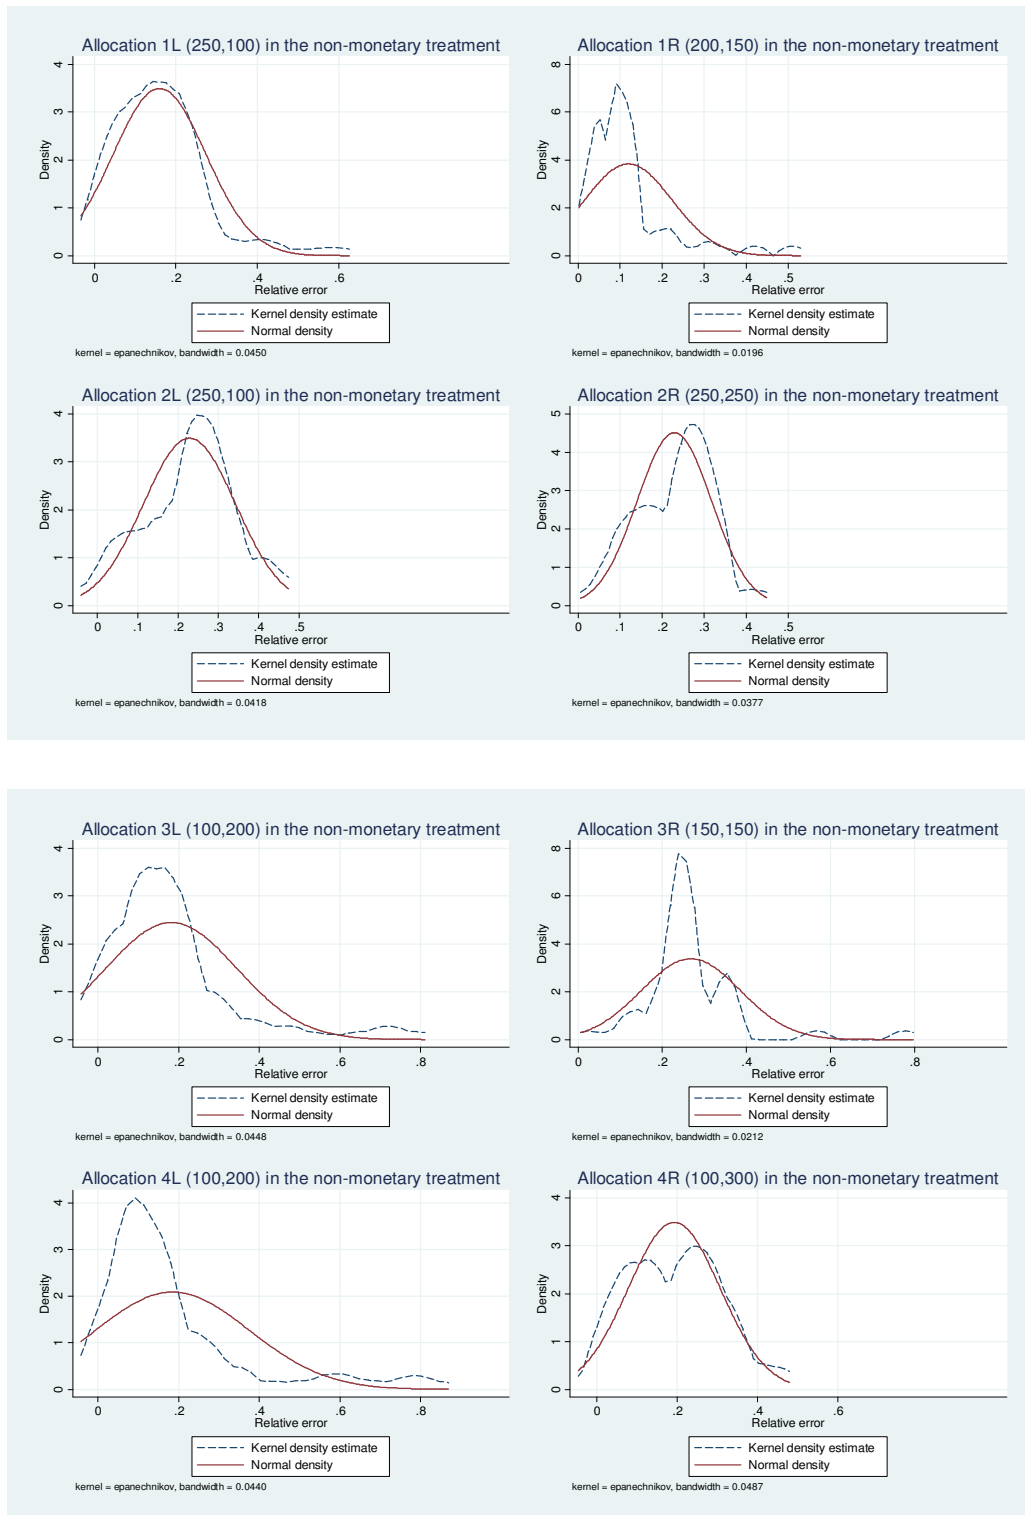 Allocation 1L (250,100) in the non-monetary treatment
Density
0 1 2 3 4
0 .2 .4 .6
Relative error
Kernel density estimate
Normal density
kernel = epanechnikov, bandwidth = 0.0450
Allocation 1R (200,150) in the non-monetary treatment
Density
0 2 4 6 8
0 .1 .2 .3 .4 .5
Relative error
Kernel density estimate
Normal density
kernel = epanechnikov, bandwidth = 0.0196
Allocation 2L (250,100) in the non-monetary treatment
Density
0 1 2 3 4
0 .1 .2 .3 .4 .5
Relative error
Kernel density estimate
Normal density
kernel = epanechnikov, bandwidth = 0.0418
Allocation 2R (250,250) in the non-monetary treatment
Density
0 1 2 3 4 5
0 .1 .2 .3 .4 .5
Relative error
Kernel density estimate
Normal density
kernel = epanechnikov, bandwidth = 0.0377
Allocation 3L (100,200) in the non-monetary treatment
Density
0 1 2 3 4
0 .2 .4 .6 .8
Relative error
Kernel density estimate
Normal density
kernel = epanechnikov, bandwidth = 0.0448
Allocation 3R (150,150) in the non-monetary treatment
Density
0 2 4 6 8
0 .2 .4 .6 .8
Relative error
Kernel density estimate
Normal density
kernel = epanechnikov, bandwidth = 0.0212
Allocation 4L (100,200) in the non-monetary treatment
Density
0 1 2 3 4
0 .2 .4 .6 .8
Relative error
Kernel density estimate
Normal density
kernel = epanechnikov, bandwidth = 0.0440
Allocation 4R (100,300) in the non-monetary treatment
Density
0 1 2 3 4
0 .2 .4 .6
Relative error
Kernel density estimate
Normal density
kernel = epanechnikov, bandwidth = 0.0487